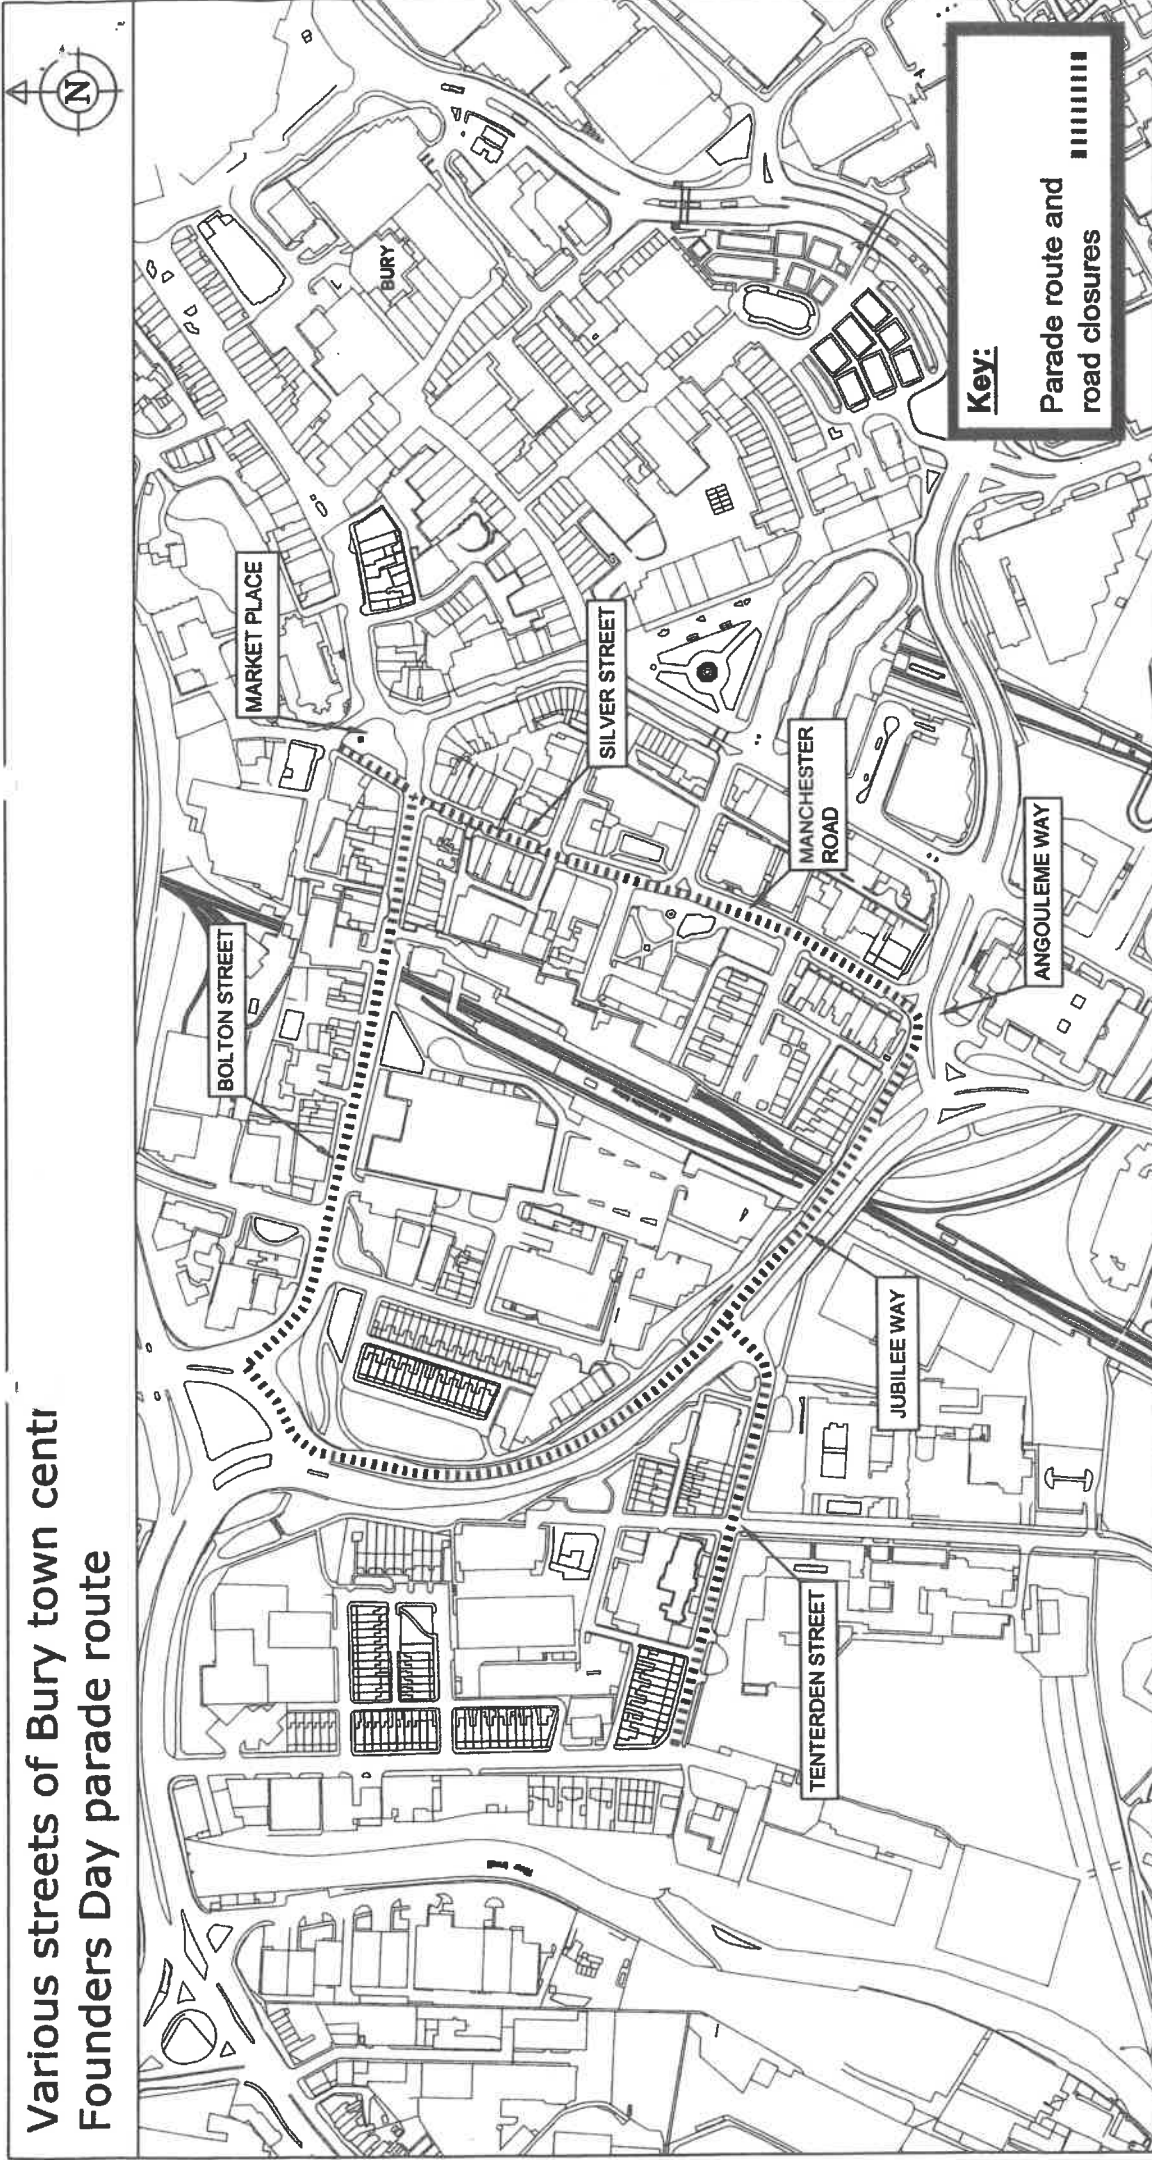 Various streets of Bury town centr
Founders Day parade route
N
MARKET PLACE
BURY
BOLTON STREET
SILVER STREET
MANCHESTER
ROAD
ANGOULEME WAY
JUBILEE WAY
TENTERDEN STREET
Key:
Parade route and
road closures